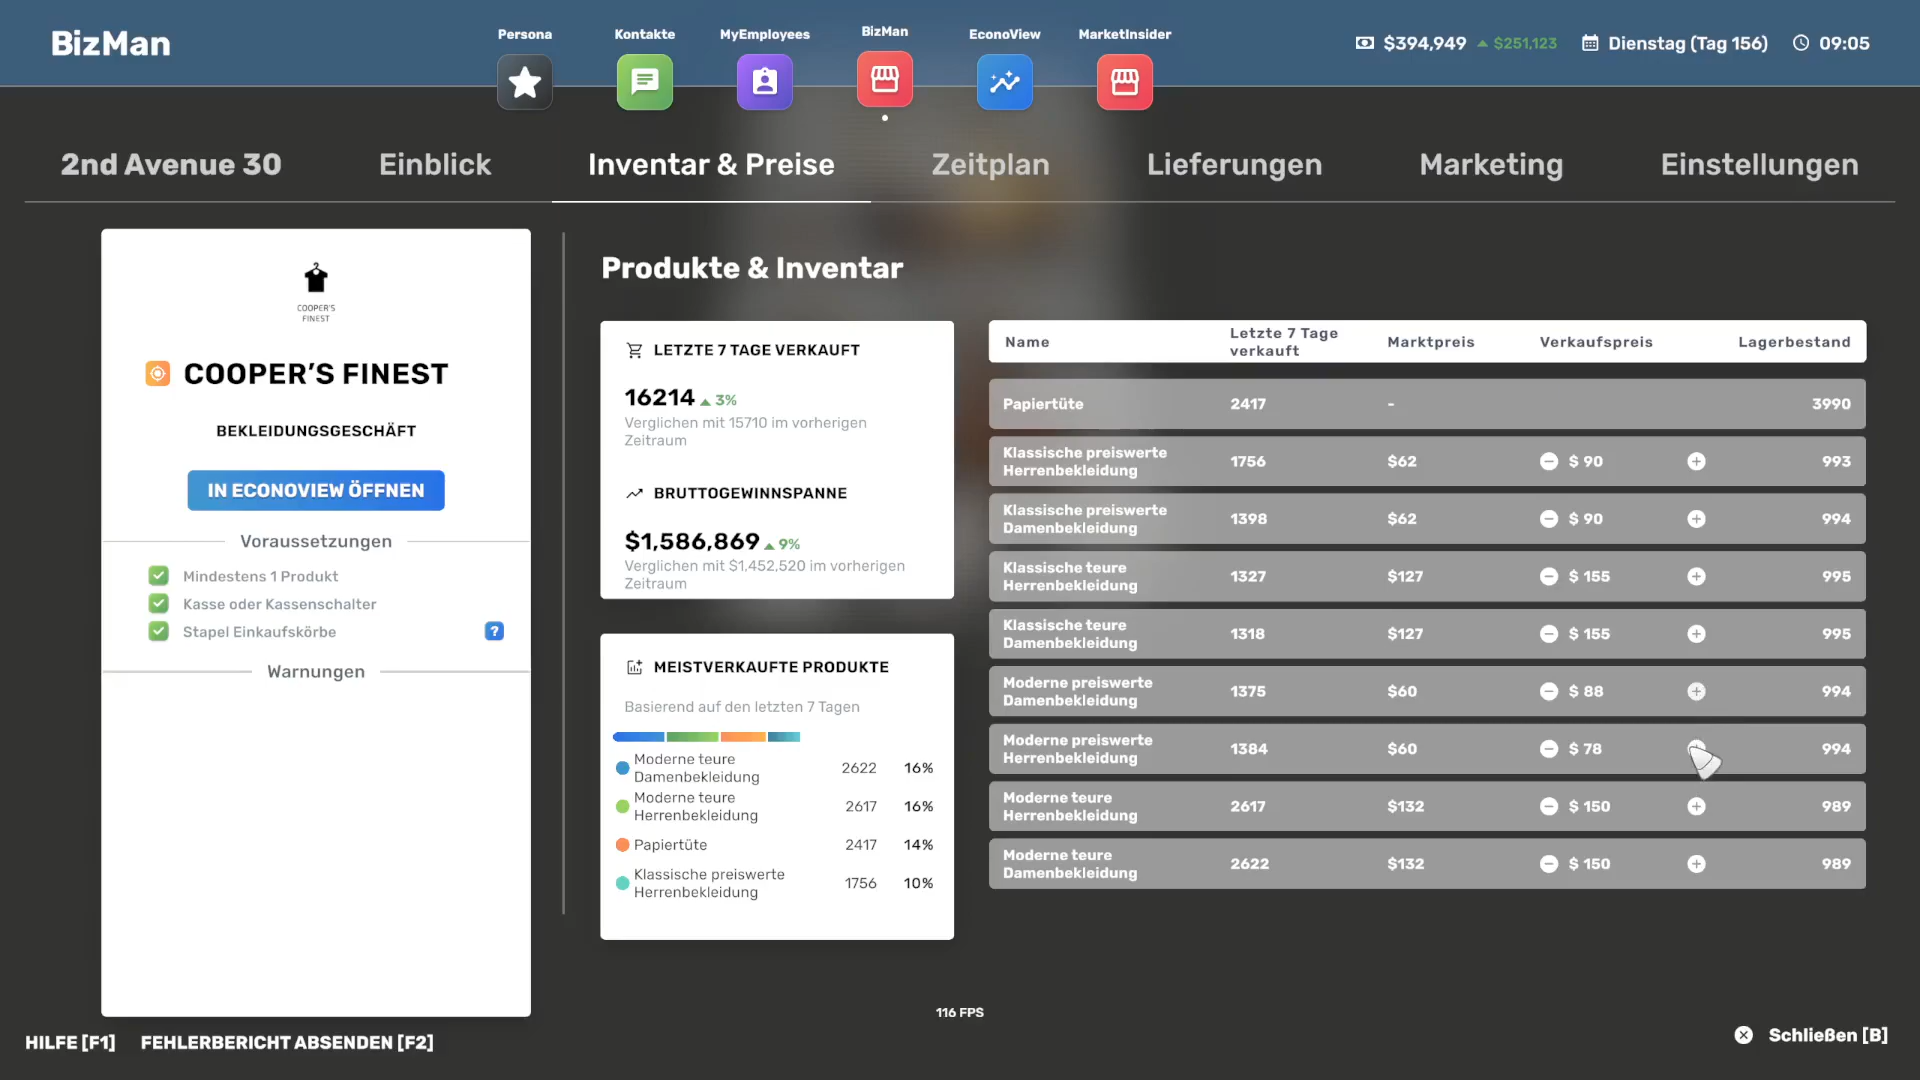 BizMan
Persona
Kontakte
MyEmployees
BizMan
EconoView
MarketInsider
$394,949 $251,123 Dienstag (Tag 156) 09:05
2nd Avenue 30 Einblick Inventar & Preise Zeitplan Lieferungen Marketing Einstellungen
COOPER'S
FINEST
COOPER'S FINEST
BEKLEIDUNGSGESCHÄFT
IN ECONOVIEW ÖFFNEN
Voraussetzungen
Mindestens 1 Produkt
Kasse oder Kassenschalter
Stapel Einkaufskörbe ?
Warnungen
Produkte & Inventar
LETZTE 7 TAGE VERKAUFT
16214 3%
Verglichen mit 15710 im vorherigen
Zeitraum
BRUTTOGEWINNSPANNE
$1,586,869 9%
Verglichen mit $1,452,520 im vorherigen
Zeitraum
MEISTVERKAUFTE PRODUKTE
Basierend auf den letzten 7 Tagen
Moderne teure
Damenbekleidung 2622 16%
Moderne teure
Herrenbekleidung 2617 16%
Papiertüte 2417 14%
Klassische preiswerte
Herrenbekleidung 1756 10%
Name Letzte 7 Tage
verkauft Marktpreis Verkaufspreis Lagerbestand
Papiertüte 2417 - 3990
Klassische preiswerte
Herrenbekleidung 1756 $62 $ 90 993
Klassische preiswerte
Damenbekleidung 1398 $62 $ 90 994
Klassische teure
Herrenbekleidung 1327 $127 $ 155 995
Klassische teure
Damenbekleidung 1318 $127 $ 155 995
Moderne preiswerte
Damenbekleidung 1375 $60 $ 88 994
Moderne preiswerte
Herrenbekleidung 1384 $60 $ 78 994
Moderne teure
Herrenbekleidung 2617 $132 $ 150 989
Moderne teure
Damenbekleidung 2622 $132 $ 150 989
116 FPS
HILFE [F1] FEHLERBERICHT ABSENDEN [F2]
Schließen [B]